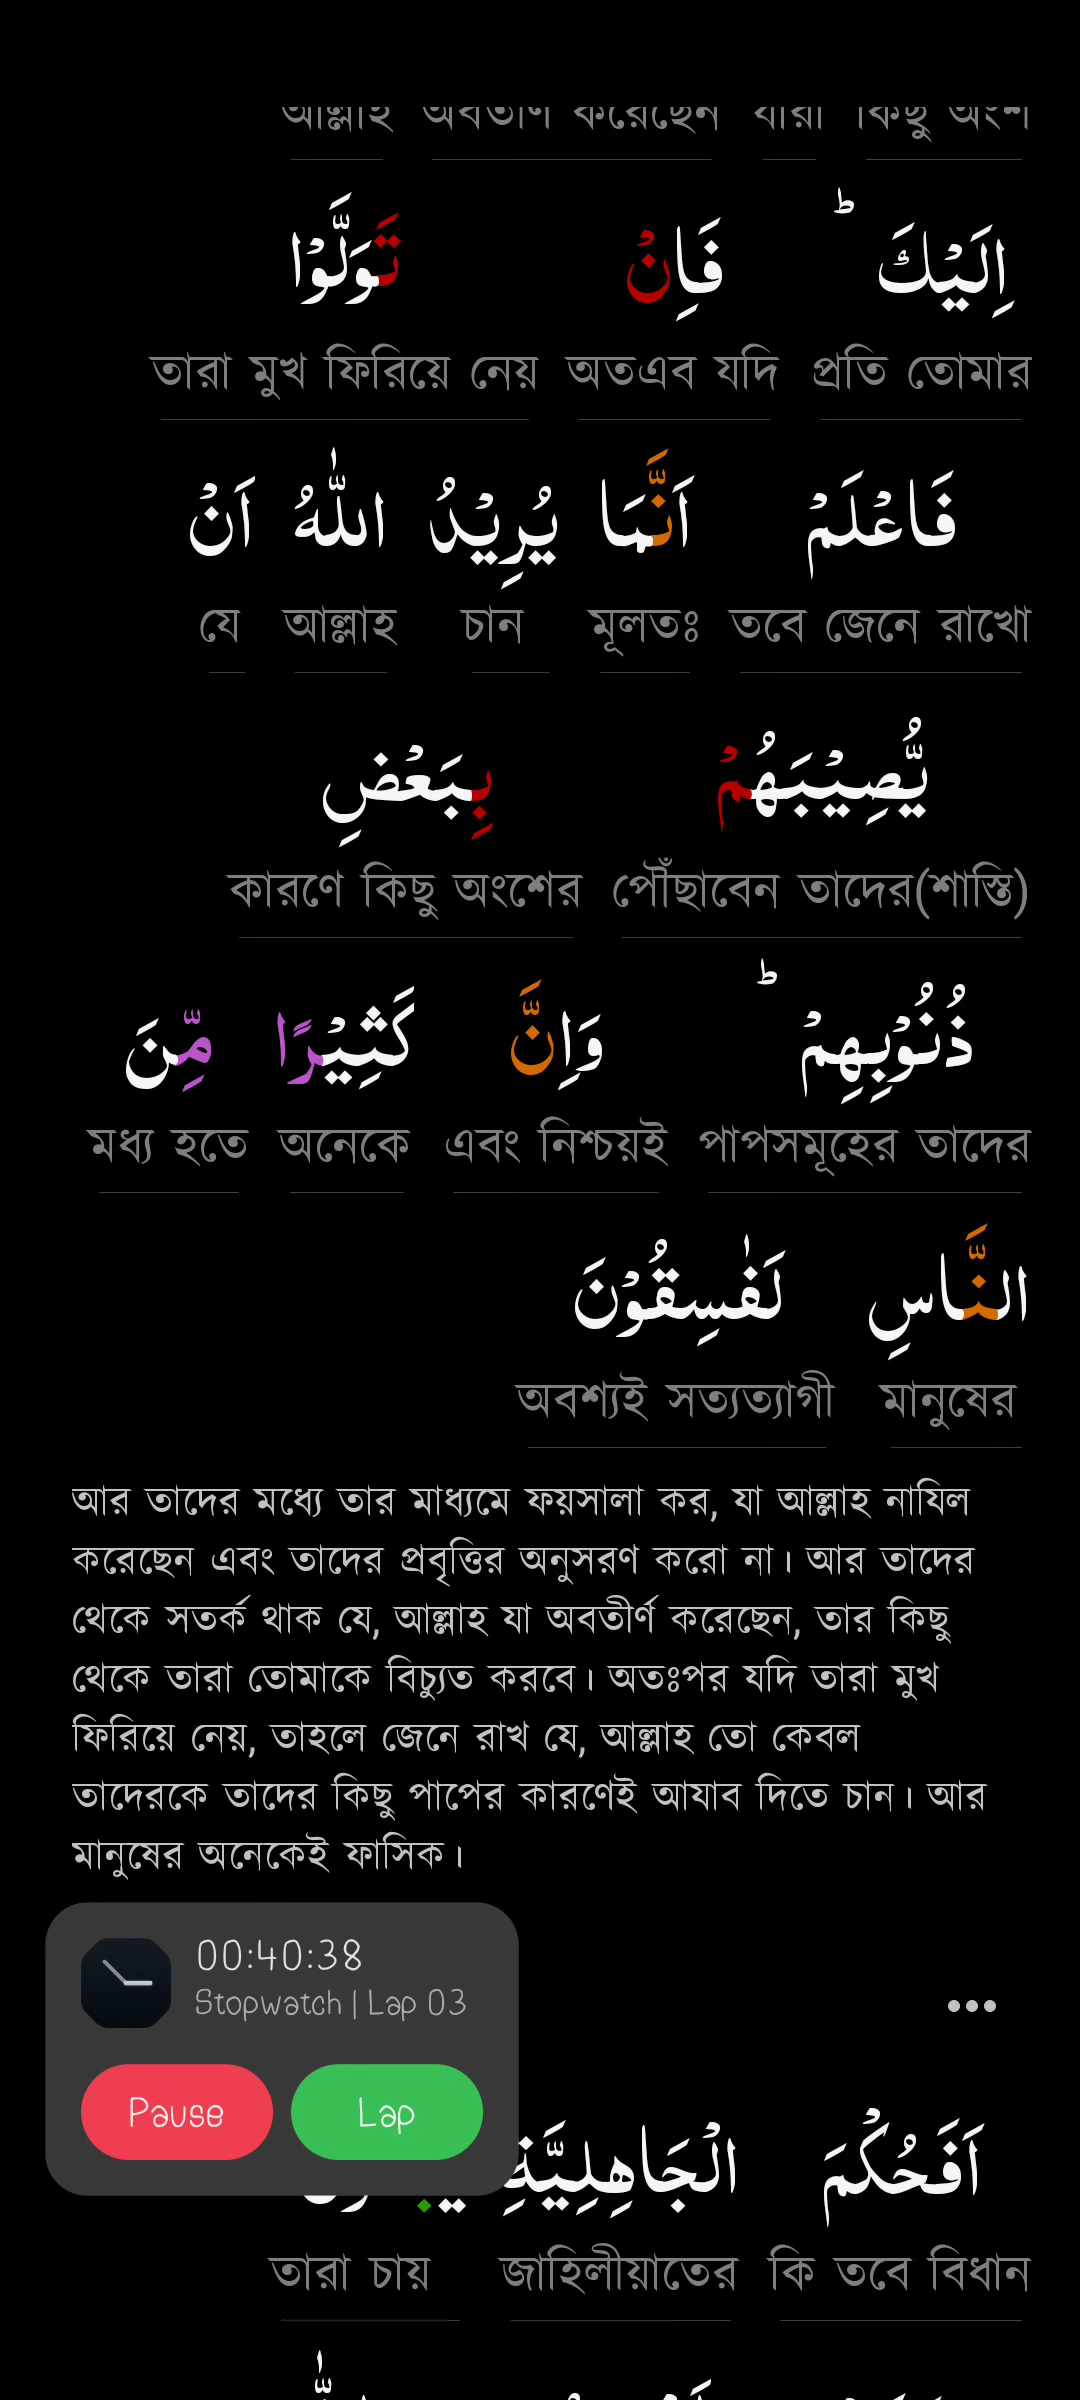 আল্লাহ অবতীর্ণ করেছেন যারা কিছু অংশ
اِلَيْكَ ؕ فَاِنْ تَوَلَّوْا
তারা মুখ ফিরিয়ে নেয় অতএব যদি প্রতি তোমার
فَاعْلَمْ اَنَّمَا يُرِيْدُ اللّٰهُ اَنْ
যে আল্লাহ চান মূলতঃ তবে জেনে রাখো
يُّصِيْبَهُمْ بِبَعْضِ
কারণে কিছু অংশের পৌঁছাবেন তাদের(শাস্তি)
ذُنُوْبِهِمْ ؕ وَاِنَّ كَثِيْرًا مِّنَ
মধ্য হতে অনেকে এবং নিশ্চয়ই পাপসমূহের তাদের
النَّاسِ لَفٰسِقُوْنَ
অবশ্যই সত্যত্যাগী মানুষের
আর তাদের মধ্যে তার মাধ্যমে ফয়সালা কর, যা আল্লাহ নাযিল
করেছেন এবং তাদের প্রবৃত্তির অনুসরণ করো না। আর তাদের
থেকে সতর্ক থাক যে, আল্লাহ যা অবতীর্ণ করেছেন, তার কিছু
থেকে তারা তোমাকে বিচ্যুত করবে। অতঃপর যদি তারা মুখ
ফিরিয়ে নেয়, তাহলে জেনে রাখ যে, আল্লাহ তো কেবল
তাদেরকে তাদের কিছু পাপের কারণেই আযাব দিতে চান। আর
মানুষের অনেকেই ফাসিক।
00:40:38
Stopwatch | Lap 03
Pause Lap
اَفَحُكْمَ الْجَاهِلِيَّةِ
তারা চায় জাহিলীয়াতের কি তবে বিধান